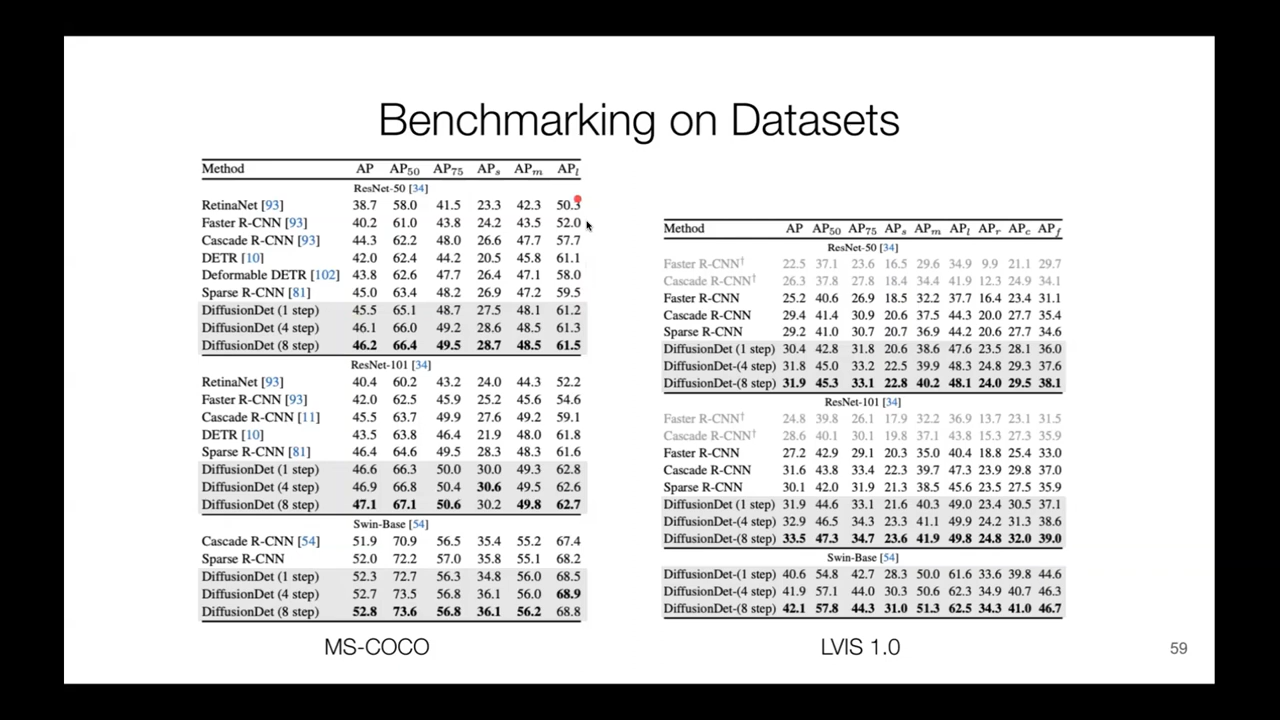 Benchmarking on Datasets
Method AP AP50 AP75 APs APm APl
ResNet-50 [34]
RetinaNet [93] 38.7 58.0 41.5 23.3 42.3 50.3
Faster R-CNN [93] 40.2 61.0 43.8 24.2 43.5 52.0
Cascade R-CNN [93] 44.3 62.2 48.0 26.6 47.7 57.7
DETR [10] 42.0 62.4 44.2 20.5 45.8 61.1
Deformable DETR [102] 43.8 62.6 47.7 26.4 47.1 58.0
Sparse R-CNN [81] 45.0 63.4 48.2 26.9 47.2 59.5
DiffusionDet (1 step) 45.5 65.1 48.7 27.5 48.1 61.2
DiffusionDet (4 step) 46.1 66.0 49.2 28.6 48.5 61.3
DiffusionDet (8 step) 46.2 66.4 49.5 28.7 48.5 61.5
ResNet-101 [34]
RetinaNet [93] 40.4 60.2 43.2 24.0 44.3 52.2
Faster R-CNN [93] 42.0 62.5 45.9 25.2 45.6 54.6
Cascade R-CNN [11] 45.5 63.7 49.9 27.6 49.2 59.1
DETR [10] 43.5 63.8 46.4 21.9 48.0 61.8
Sparse R-CNN [81] 46.4 64.6 49.5 28.3 48.3 61.6
DiffusionDet (1 step) 46.6 66.3 50.0 30.0 49.3 62.8
DiffusionDet (4 step) 46.9 66.8 50.4 30.6 49.5 62.6
DiffusionDet (8 step) 47.1 67.1 50.6 30.2 49.8 62.7
Swin-Base [54]
Cascade R-CNN [54] 51.9 70.9 56.5 35.4 55.2 67.4
Sparse R-CNN 52.0 72.2 57.0 35.8 55.1 68.2
DiffusionDet (1 step) 52.3 72.7 56.3 34.8 56.0 68.5
DiffusionDet (4 step) 52.7 73.5 56.8 36.1 56.0 68.9
DiffusionDet (8 step) 52.8 73.6 56.8 36.1 56.2 68.8
MS-COCO
Method AP AP50 AP75 APs APm APl APr APc APf
ResNet-50 [34]
Faster R-CNN† 22.5 37.1 23.6 16.5 29.6 34.9 9.9 21.1 29.7
Cascade R-CNN† 26.3 37.8 27.8 18.4 34.4 41.9 12.3 24.9 34.1
Faster R-CNN 25.2 40.6 26.9 18.5 32.2 37.7 16.4 23.4 31.1
Cascade R-CNN 29.4 41.4 30.9 20.6 37.5 44.3 20.0 27.7 35.4
Sparse R-CNN 29.2 41.0 30.7 20.7 36.9 44.2 20.6 27.7 34.6
DiffusionDet (1 step) 30.4 42.8 31.8 20.6 38.6 47.6 23.5 28.1 36.0
DiffusionDet-(4 step) 31.8 45.0 33.2 22.5 39.9 48.3 24.8 29.3 37.6
DiffusionDet-(8 step) 31.9 45.3 33.1 22.8 40.2 48.1 24.0 29.5 38.1
ResNet-101 [34]
Faster R-CNN† 24.8 39.8 26.1 17.9 32.2 36.9 13.7 23.1 31.5
Cascade R-CNN† 28.6 40.1 30.1 19.8 37.1 43.8 15.3 27.3 35.9
Faster R-CNN 27.2 42.9 29.1 20.3 35.0 40.4 18.8 25.4 33.0
Cascade R-CNN 31.6 43.8 33.4 22.3 39.7 47.3 23.9 29.8 37.0
Sparse R-CNN 30.1 42.0 31.9 21.3 38.5 45.6 23.5 27.5 35.9
DiffusionDet (1 step) 31.9 44.6 33.1 21.6 40.3 49.0 23.4 30.5 37.1
DiffusionDet-(4 step) 32.9 46.5 34.3 23.3 41.1 49.9 24.2 31.3 38.6
DiffusionDet-(8 step) 33.5 47.3 34.7 23.6 41.9 49.8 24.8 32.0 39.0
Swin-Base [54]
DiffusionDet-(1 step) 40.6 54.8 42.7 28.3 50.0 61.6 33.6 39.8 44.6
DiffusionDet-(4 step) 41.9 57.1 44.0 30.3 50.6 62.3 34.9 40.7 46.3
DiffusionDet-(8 step) 42.1 57.8 44.3 31.0 51.3 62.5 34.3 41.0 46.7
LVIS 1.0
59